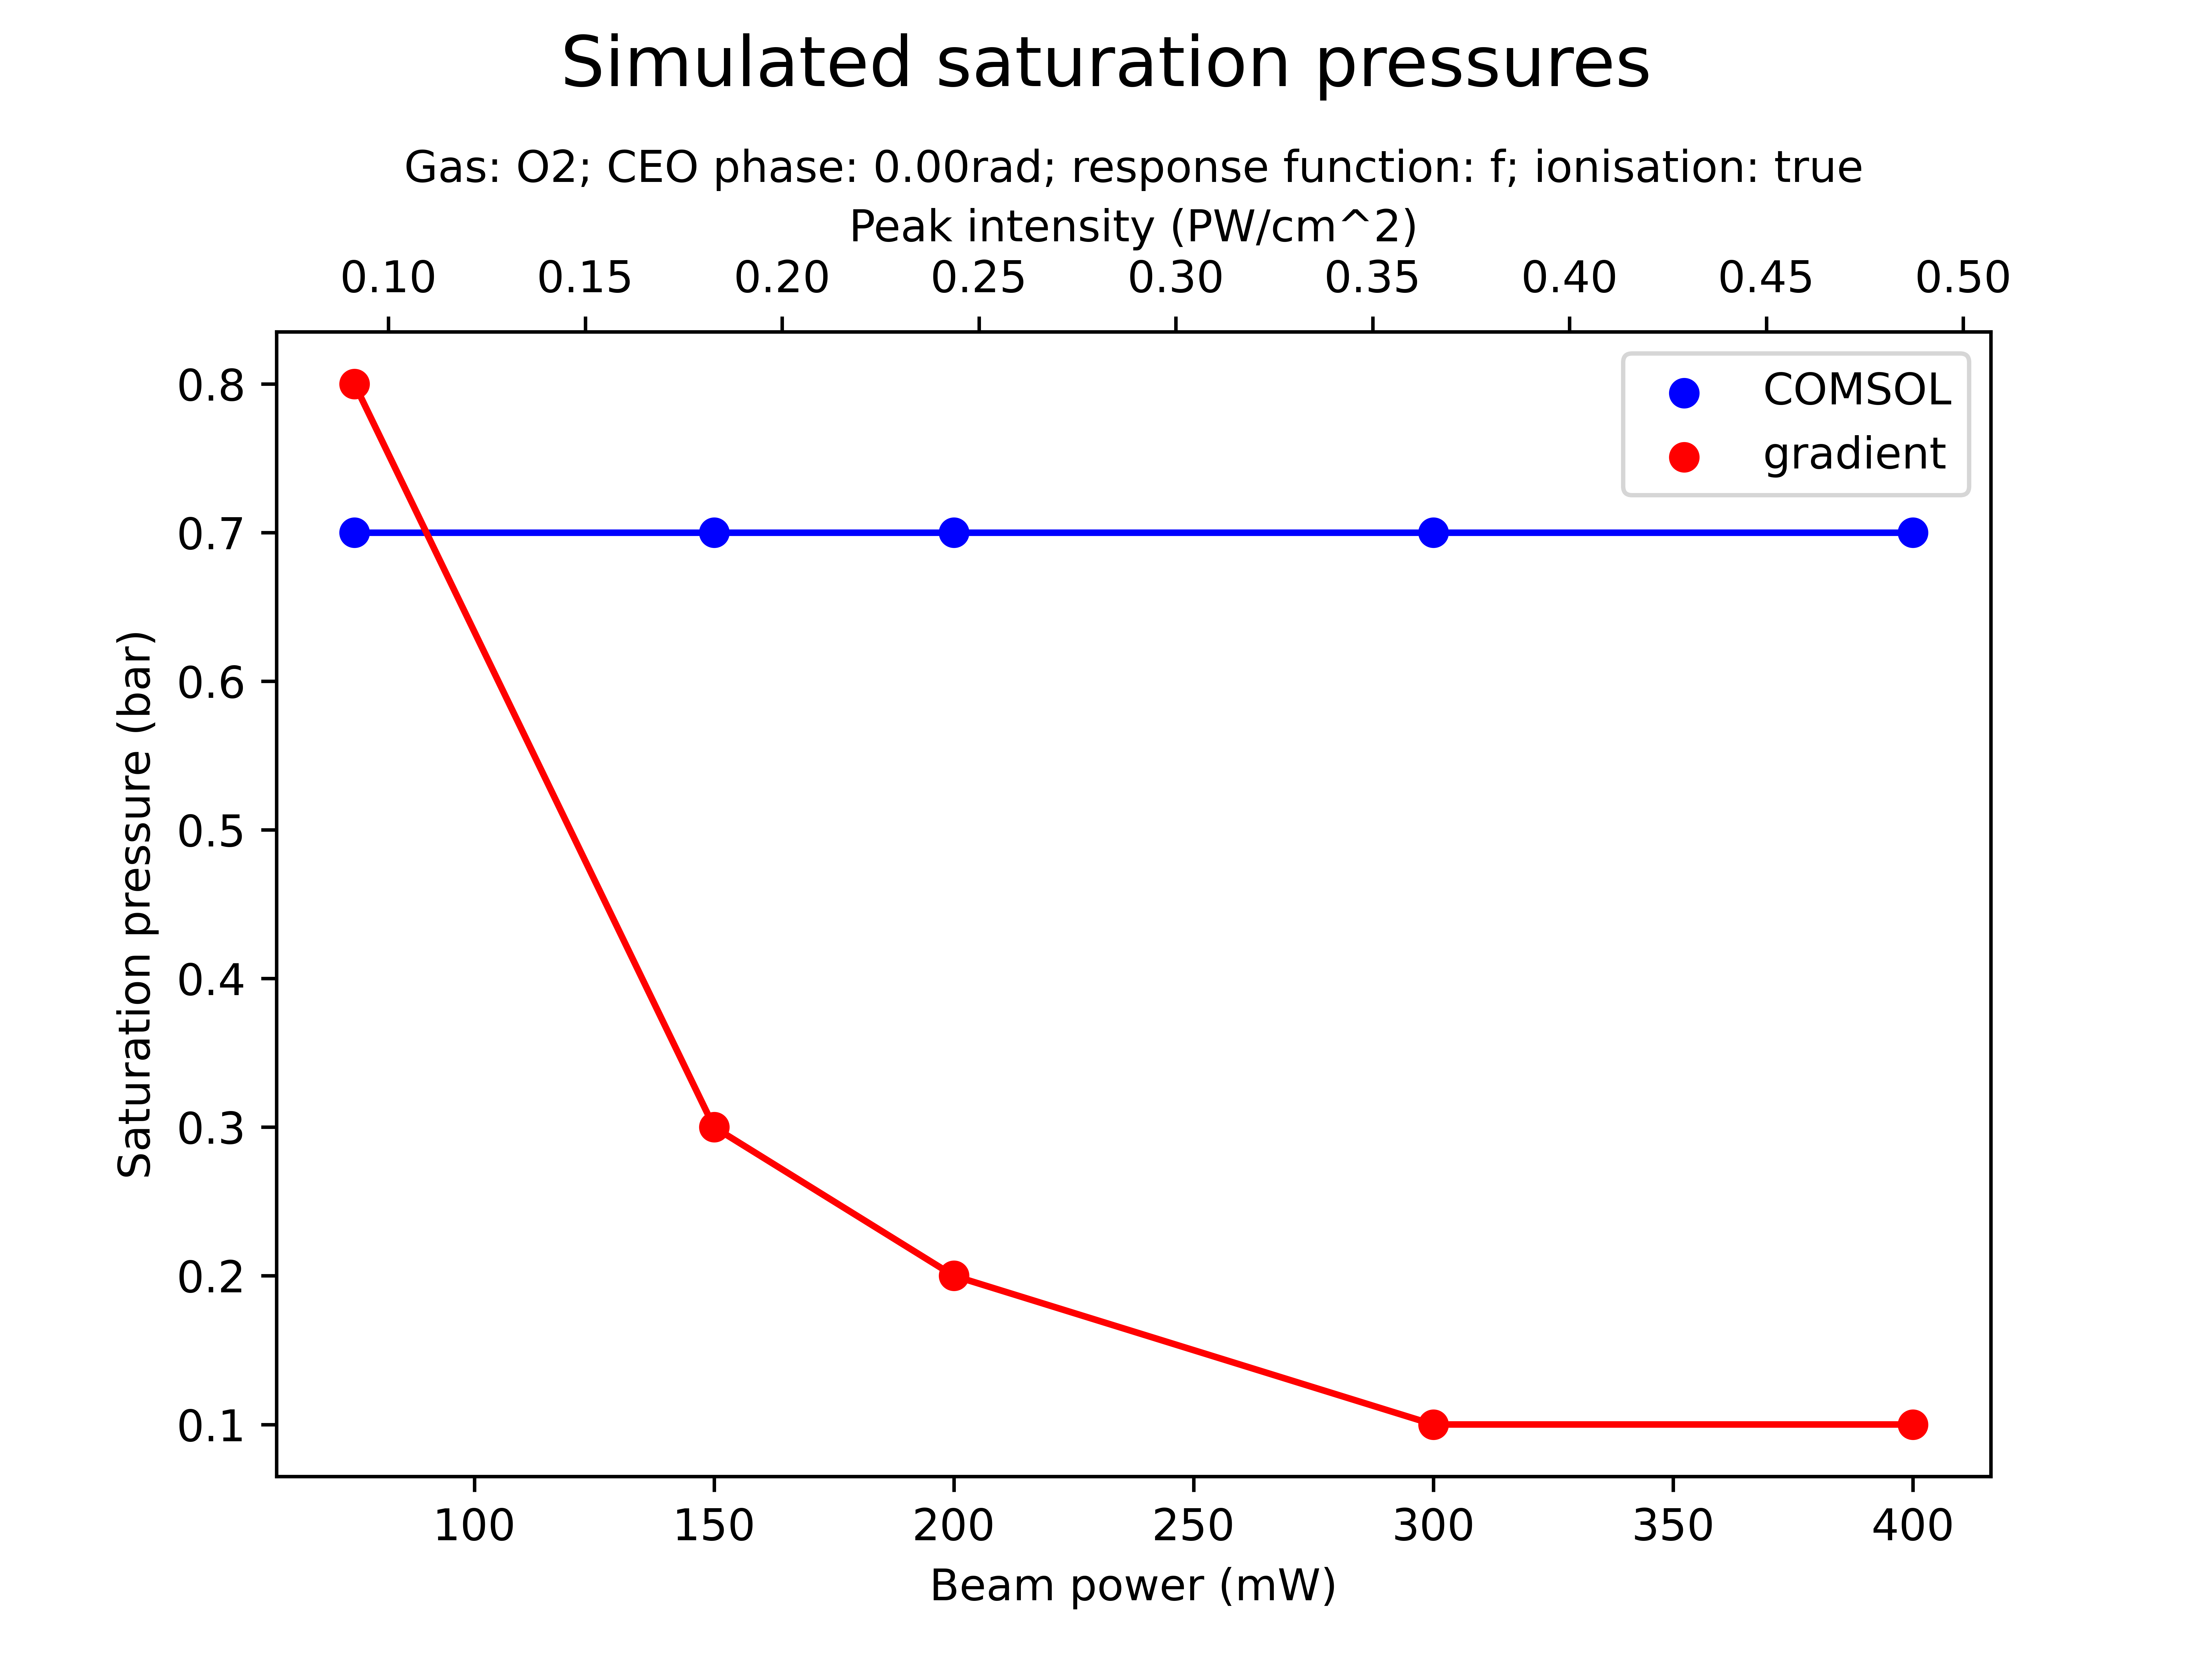 Simulated saturation pressures
Gas: O2; CEO phase: 0.00rad; response function: f; ionisation: true
Peak intensity (PW/cm^2)
0.10 0.15 0.20 0.25 0.30 0.35 0.40 0.45 0.50
COMSOL
gradient
Saturation pressure (bar)
0.8
0.7
0.6
0.5
0.4
0.3
0.2
0.1
100 150 200 250 300 350 400
Beam power (mW)